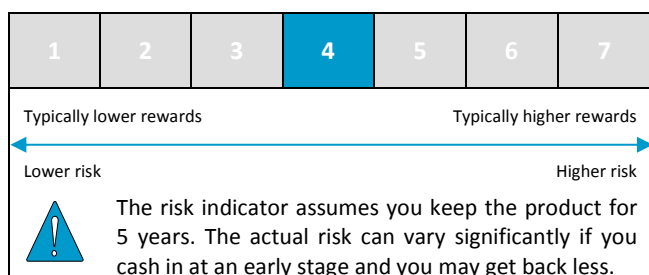 1 2 3 4 5 6 7
Typically lower rewards Typically higher rewards
Lower risk Higher risk
The risk indicator assumes you keep the product for
5 years. The actual risk can vary significantly if you
cash in at an early stage and you may get back less.